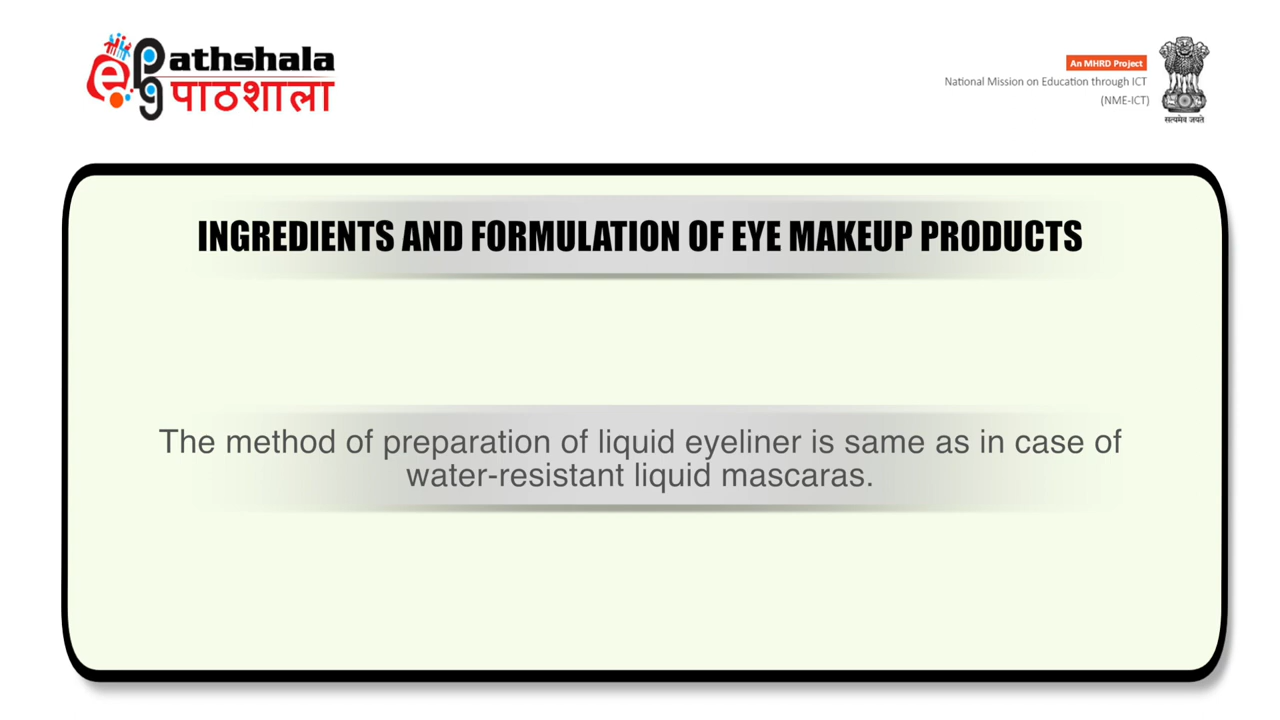 e pg Pathshala
पाठशाला
An MHRD Project
National Mission on Education through ICT
(NME-ICT)
सत्यमेव जयते
INGREDIENTS AND FORMULATION OF EYE MAKEUP PRODUCTS
The method of preparation of liquid eyeliner is same as in case of
water-resistant liquid mascaras.